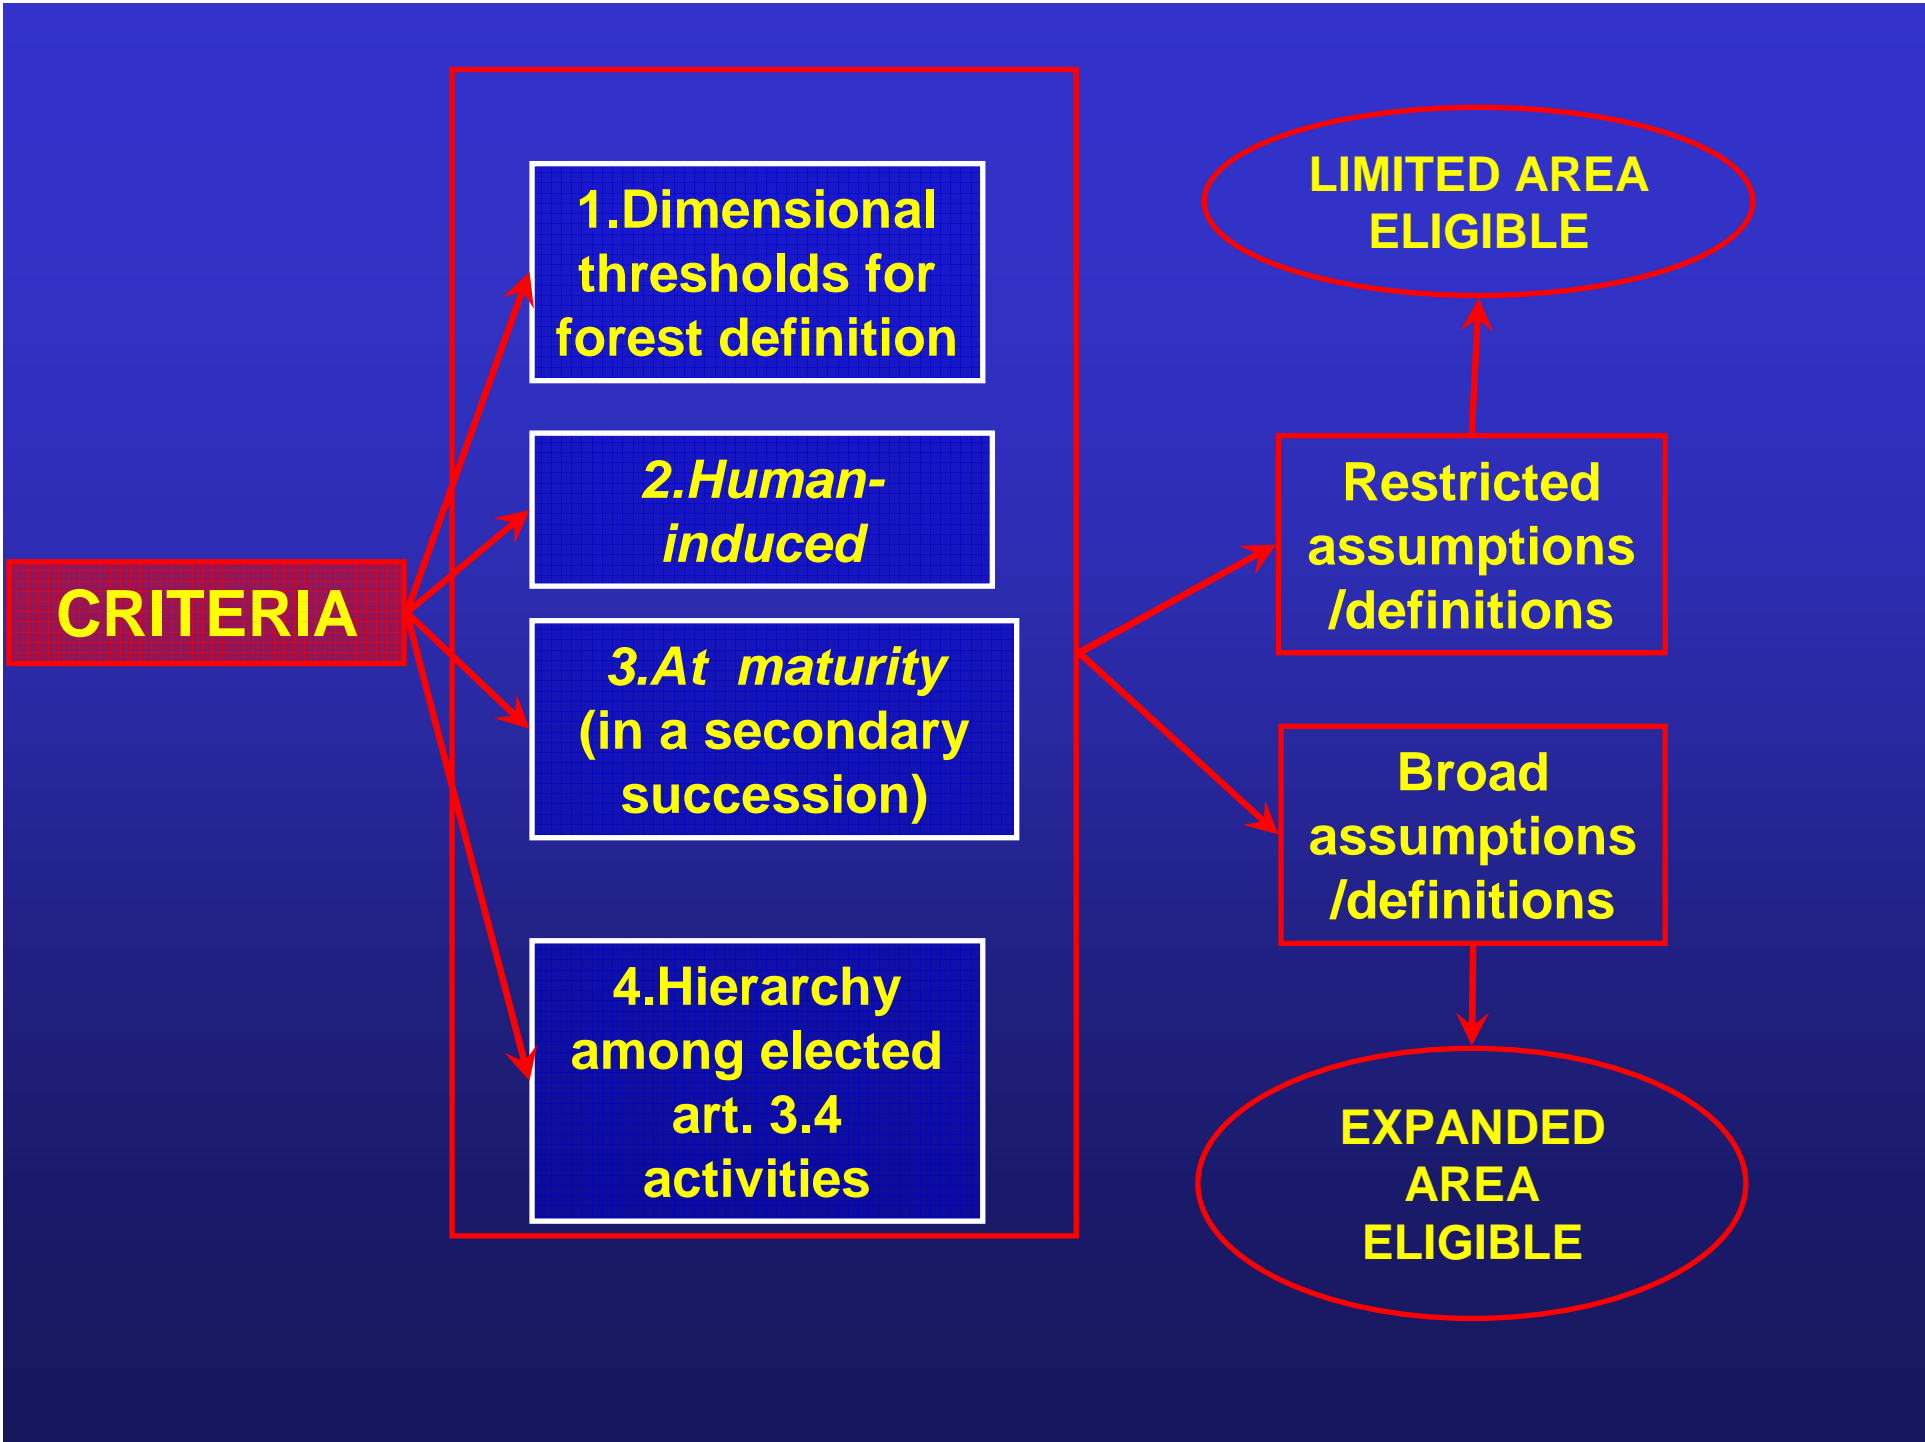 CRITERIA
1.Dimensional
thresholds for
forest definition
2.Human-
induced
3.At maturity
(in a secondary
succession)
4.Hierarchy
among elected
art. 3.4
activities
LIMITED AREA
ELIGIBLE
Restricted
assumptions
/definitions
Broad
assumptions
/definitions
EXPANDED
AREA
ELIGIBLE